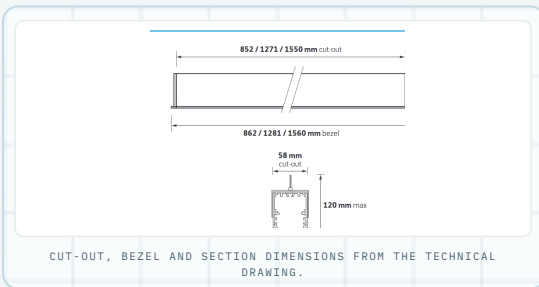 852 / 1271 / 1550 mm cut-out
862 / 1281 / 1560 mm bezel
58 mm
cut-out
120 mm max
CUT-OUT, BEZEL AND SECTION DIMENSIONS FROM THE TECHNICAL
DRAWING.